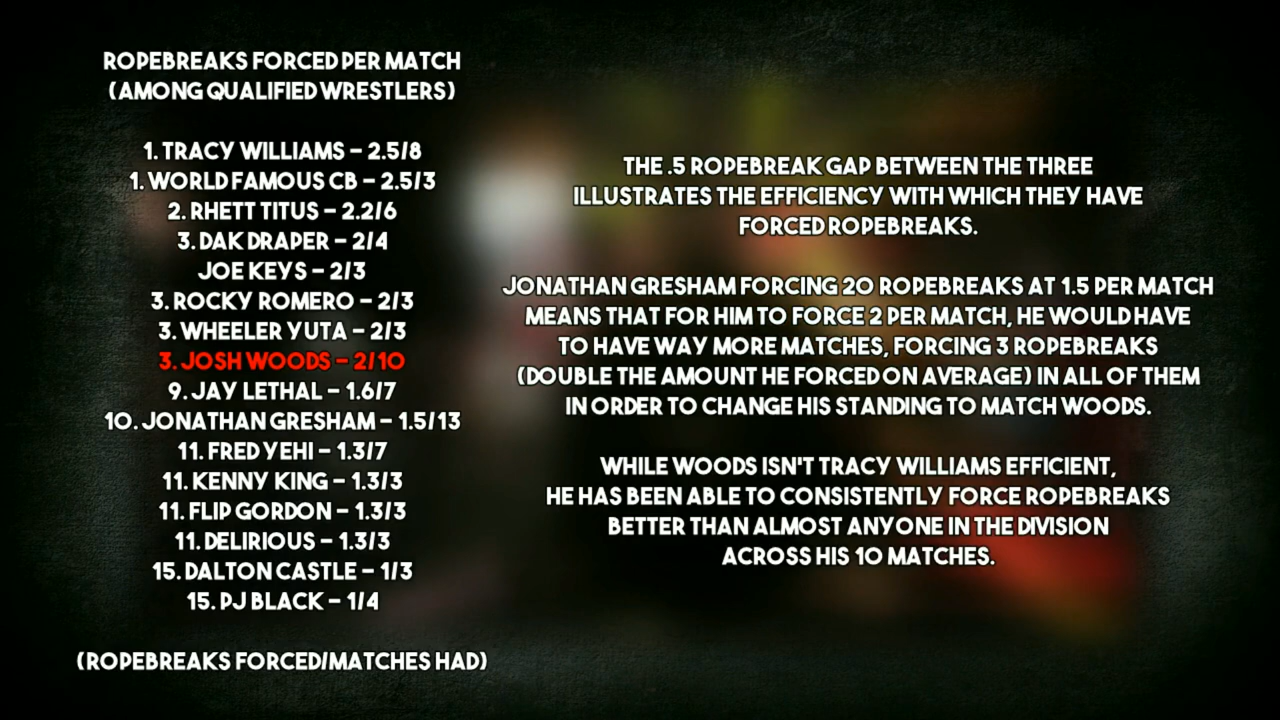 ROPEBREAKS FORCED PER MATCH
(AMONG QUALIFIED WRESTLERS)
1. TRACY WILLIAMS – 2.5/8
1. WORLD FAMOUS CB – 2.5/3
2. RHETT TITUS – 2.2/6
3. DAK DRAPER – 2/4
JOE KEYS – 2/3
3. ROCKY ROMERO – 2/3
3. WHEELER YUTA – 2/3
3. JOSH WOODS – 2/10
9. JAY LETHAL – 1.6/7
10. JONATHAN GRESHAM – 1.5/13
11. FRED YEHI – 1.3/7
11. KENNY KING – 1.3/3
11. FLIP GORDON – 1.3/3
11. DELIRIOUS – 1.3/3
15. DALTON CASTLE – 1/3
15. PJ BLACK – 1/4
(ROPEBREAKS FORCED/MATCHES HAD)
THE .5 ROPEBREAK GAP BETWEEN THE THREE
ILLUSTRATES THE EFFICIENCY WITH WHICH THEY HAVE
FORCED ROPEBREAKS.
JONATHAN GRESHAM FORCING 20 ROPEBREAKS AT 1.5 PER MATCH
MEANS THAT FOR HIM TO FORCE 2 PER MATCH, HE WOULD HAVE
TO HAVE WAY MORE MATCHES, FORCING 3 ROPEBREAKS
(DOUBLE THE AMOUNT HE FORCED ON AVERAGE) IN ALL OF THEM
IN ORDER TO CHANGE HIS STANDING TO MATCH WOODS.
WHILE WOODS ISN'T TRACY WILLIAMS EFFICIENT,
HE HAS BEEN ABLE TO CONSISTENTLY FORCE ROPEBREAKS
BETTER THAN ALMOST ANYONE IN THE DIVISION
ACROSS HIS 10 MATCHES.